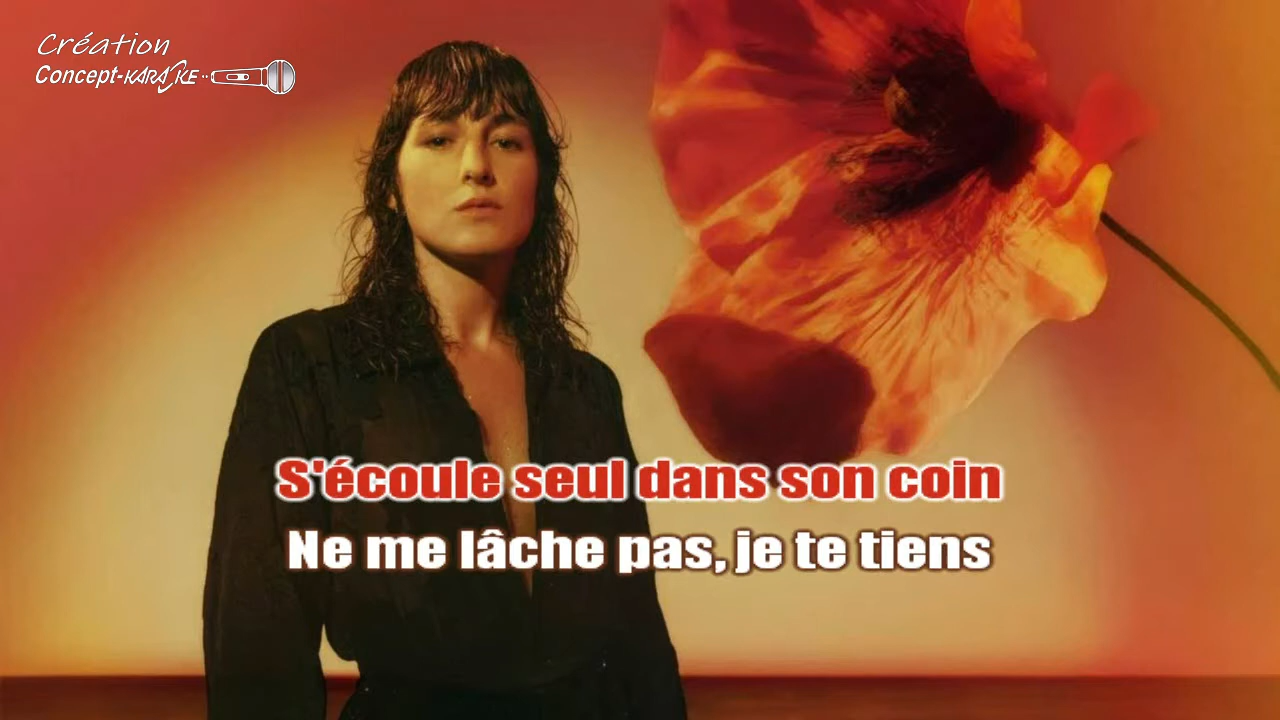 Création
Concept-KARAOKE
S'écoule seul dans son coin
Ne me lâche pas, je te tiens